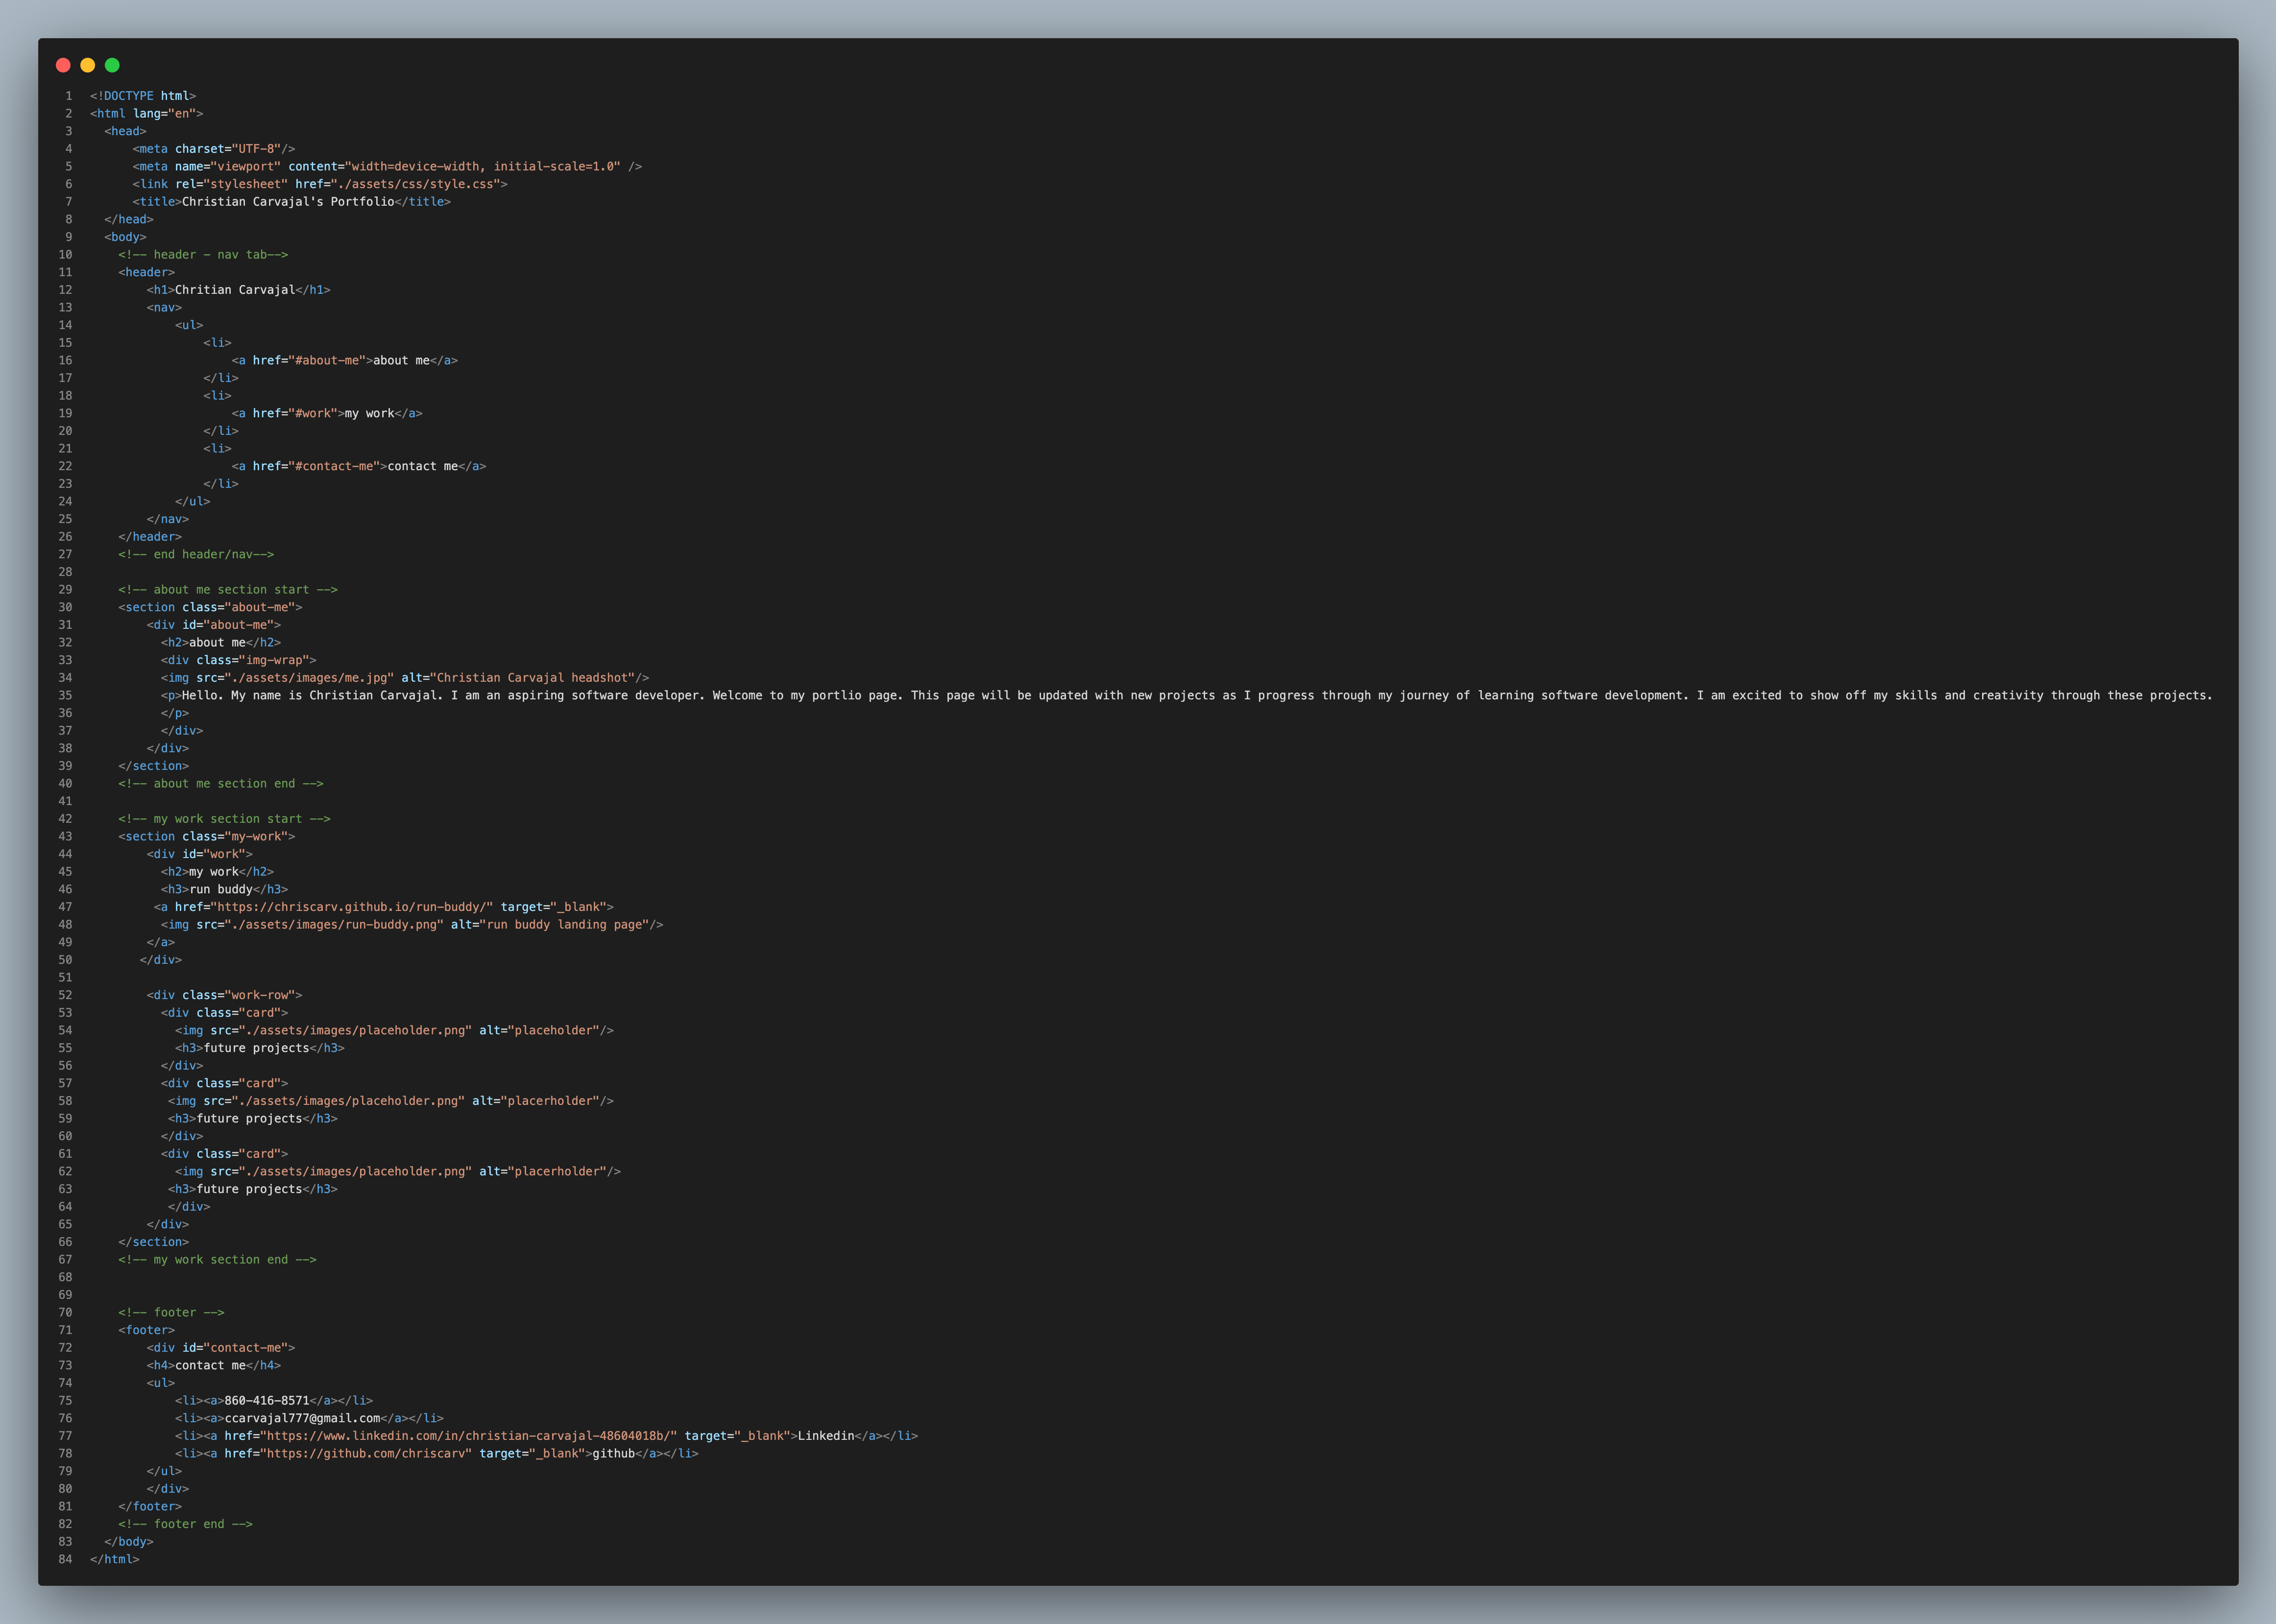 1 <!DOCTYPE html>
2 <html lang="en">
3   <head>
4       <meta charset="UTF-8"/>
5       <meta name="viewport" content="width=device-width, initial-scale=1.0" />
6       <link rel="stylesheet" href="./assets/css/style.css">
7       <title>Christian Carvajal's Portfolio</title>
8   </head>
9   <body>
10     <!-- header - nav tab-->
11     <header>
12         <h1>Chritian Carvajal</h1>
13         <nav>
14             <ul>
15                 <li>
16                     <a href="#about-me">about me</a>
17                 </li>
18                 <li>
19                     <a href="#work">my work</a>
20                 </li>
21                 <li>
22                     <a href="#contact-me">contact me</a>
23                 </li>
24             </ul>
25         </nav>
26     </header>
27     <!-- end header/nav-->
28
29     <!-- about me section start -->
30     <section class="about-me">
31         <div id="about-me">
32           <h2>about me</h2>
33           <div class="img-wrap">
34           <img src="./assets/images/me.jpg" alt="Christian Carvajal headshot"/>
35           <p>Hello. My name is Christian Carvajal. I am an aspiring software developer. Welcome to my portlio page. This page will be updated with new projects as I progress through my journey of learning software development. I am excited to show off my skills and creativity through these projects.
36           </p>
37           </div>
38         </div>
39     </section>
40     <!-- about me section end -->
41
42     <!-- my work section start -->
43     <section class="my-work">
44         <div id="work">
45           <h2>my work</h2>
46           <h3>run buddy</h3>
47          <a href="https://chriscarv.github.io/run-buddy/" target="_blank">
48           <img src="./assets/images/run-buddy.png" alt="run buddy landing page"/>
49         </a>
50        </div>
51
52         <div class="work-row">
53           <div class="card">
54             <img src="./assets/images/placeholder.png" alt="placeholder"/>
55             <h3>future projects</h3>
56           </div>
57           <div class="card">
58            <img src="./assets/images/placeholder.png" alt="placerholder"/>
59            <h3>future projects</h3>
60           </div>
61           <div class="card">
62             <img src="./assets/images/placeholder.png" alt="placerholder"/>
63            <h3>future projects</h3>
64            </div>
65         </div>
66     </section>
67     <!-- my work section end -->
68
69
70     <!-- footer -->
71     <footer>
72         <div id="contact-me">
73         <h4>contact me</h4>
74         <ul>
75             <li><a>860-416-8571</a></li>
76             <li><a>ccarvajal777@gmail.com</a></li>
77             <li><a href="https://www.linkedin.com/in/christian-carvajal-48604018b/" target="_blank">Linkedin</a></li>
78             <li><a href="https://github.com/chriscarv" target="_blank">github</a></li>
79         </ul>
80         </div>
81     </footer>
82     <!-- footer end -->
83   </body>
84 </html>